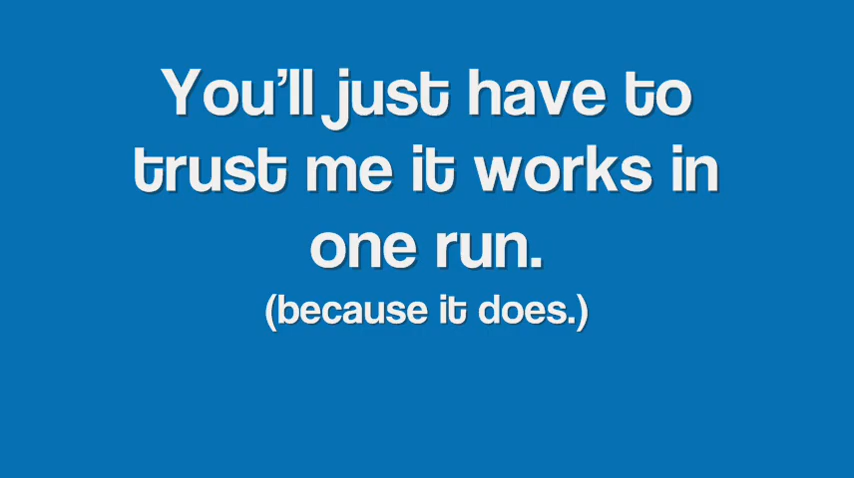 You’ll just have to
trust me it works in
one run.
(because it does.)